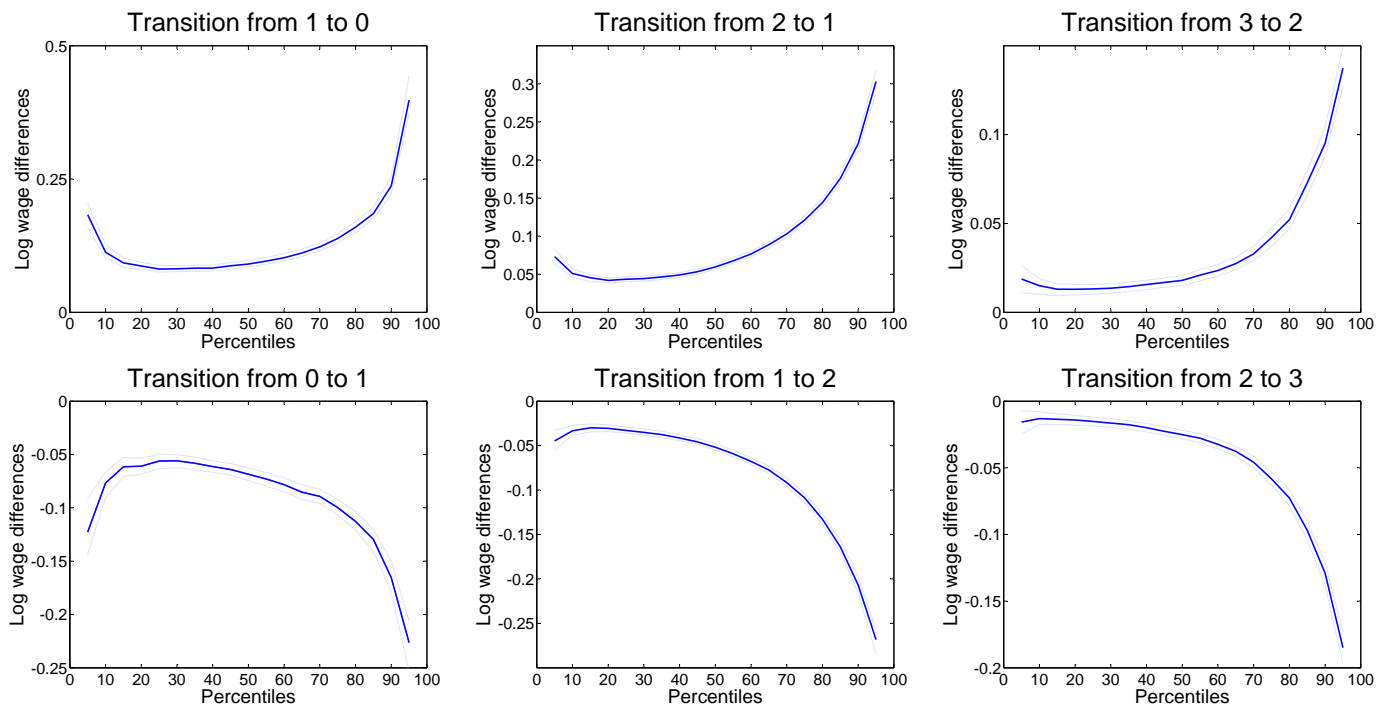 Transition from 1 to 0
Log wage differences
0.5
0.25
0
0 10 20 30 40 50 60 70 80 90 100
Percentiles
Transition from 2 to 1
Log wage differences
0.35
0.3
0.25
0.2
0.15
0.1
0.05
0
0 10 20 30 40 50 60 70 80 90 100
Percentiles
Transition from 3 to 2
Log wage differences
0.1
0.05
0
0 10 20 30 40 50 60 70 80 90 100
Percentiles
Transition from 0 to 1
Log wage differences
0
-0.05
-0.1
-0.15
-0.2
-0.25
0 10 20 30 40 50 60 70 80 90 100
Percentiles
Transition from 1 to 2
Log wage differences
0
-0.05
-0.1
-0.15
-0.2
-0.25
0 10 20 30 40 50 60 70 80 90 100
Percentiles
Transition from 2 to 3
Log wage differences
0
-0.05
-0.1
-0.15
-0.2
0 10 20 30 40 50 60 70 80 90 100
Percentiles